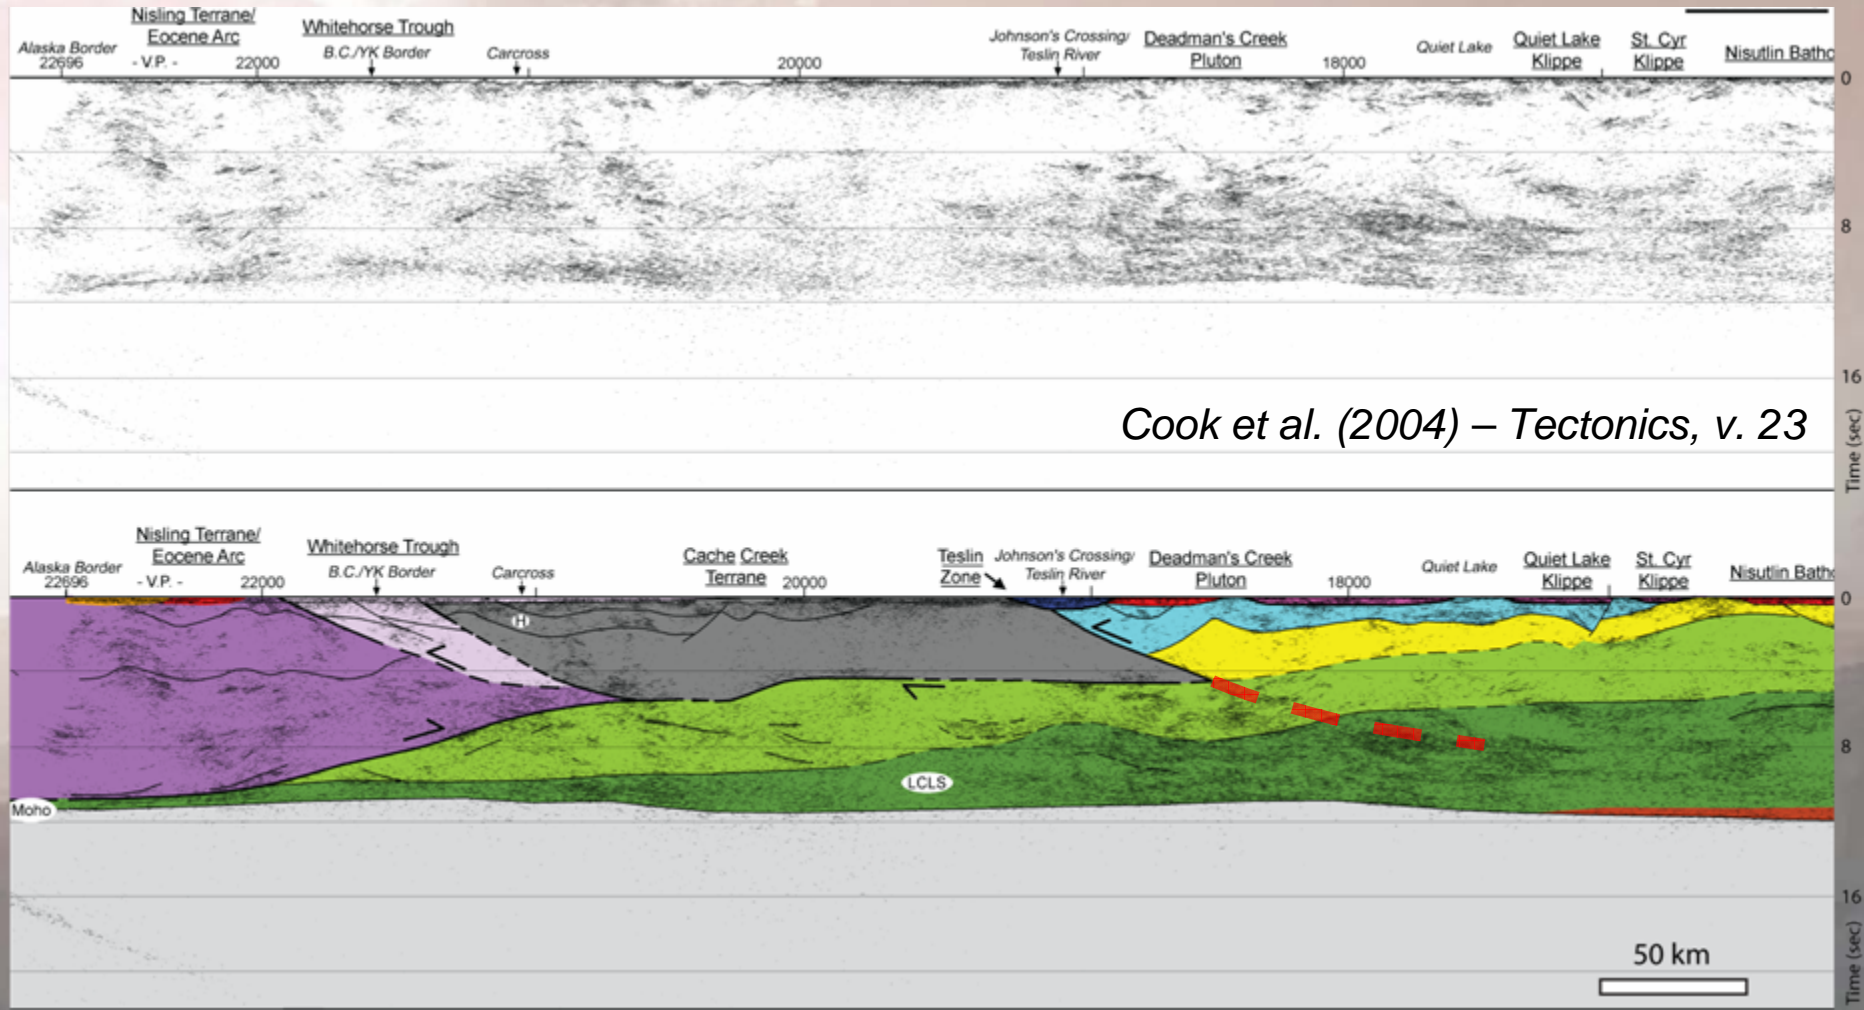 Nisling Terrane/
Eocene Arc
Whitehorse Trough
Alaska Border
22696
- V.P. -
22000
B.C./YK Border
Carcross
20000
Johnson's Crossing/
Teslin River
Deadman's Creek
Pluton
Quiet Lake
18000
Quiet Lake
Klippe
St. Cyr
Klippe
Nisutlin Batho
0
8
16
Time (sec)
Cook et al. (2004) – Tectonics, v. 23
Nisling Terrane/
Eocene Arc
Whitehorse Trough
Alaska Border
22696
- V.P. -
22000
B.C./YK Border
Carcross
Cache Creek
Terrane
20000
Teslin
Zone
Johnson's Crossing/
Teslin River
Deadman's Creek
Pluton
18000
Quiet Lake
Quiet Lake
Klippe
St. Cyr
Klippe
Nisutlin Batho
0
H
8
LCLS
Moho
16
50 km
Time (sec)